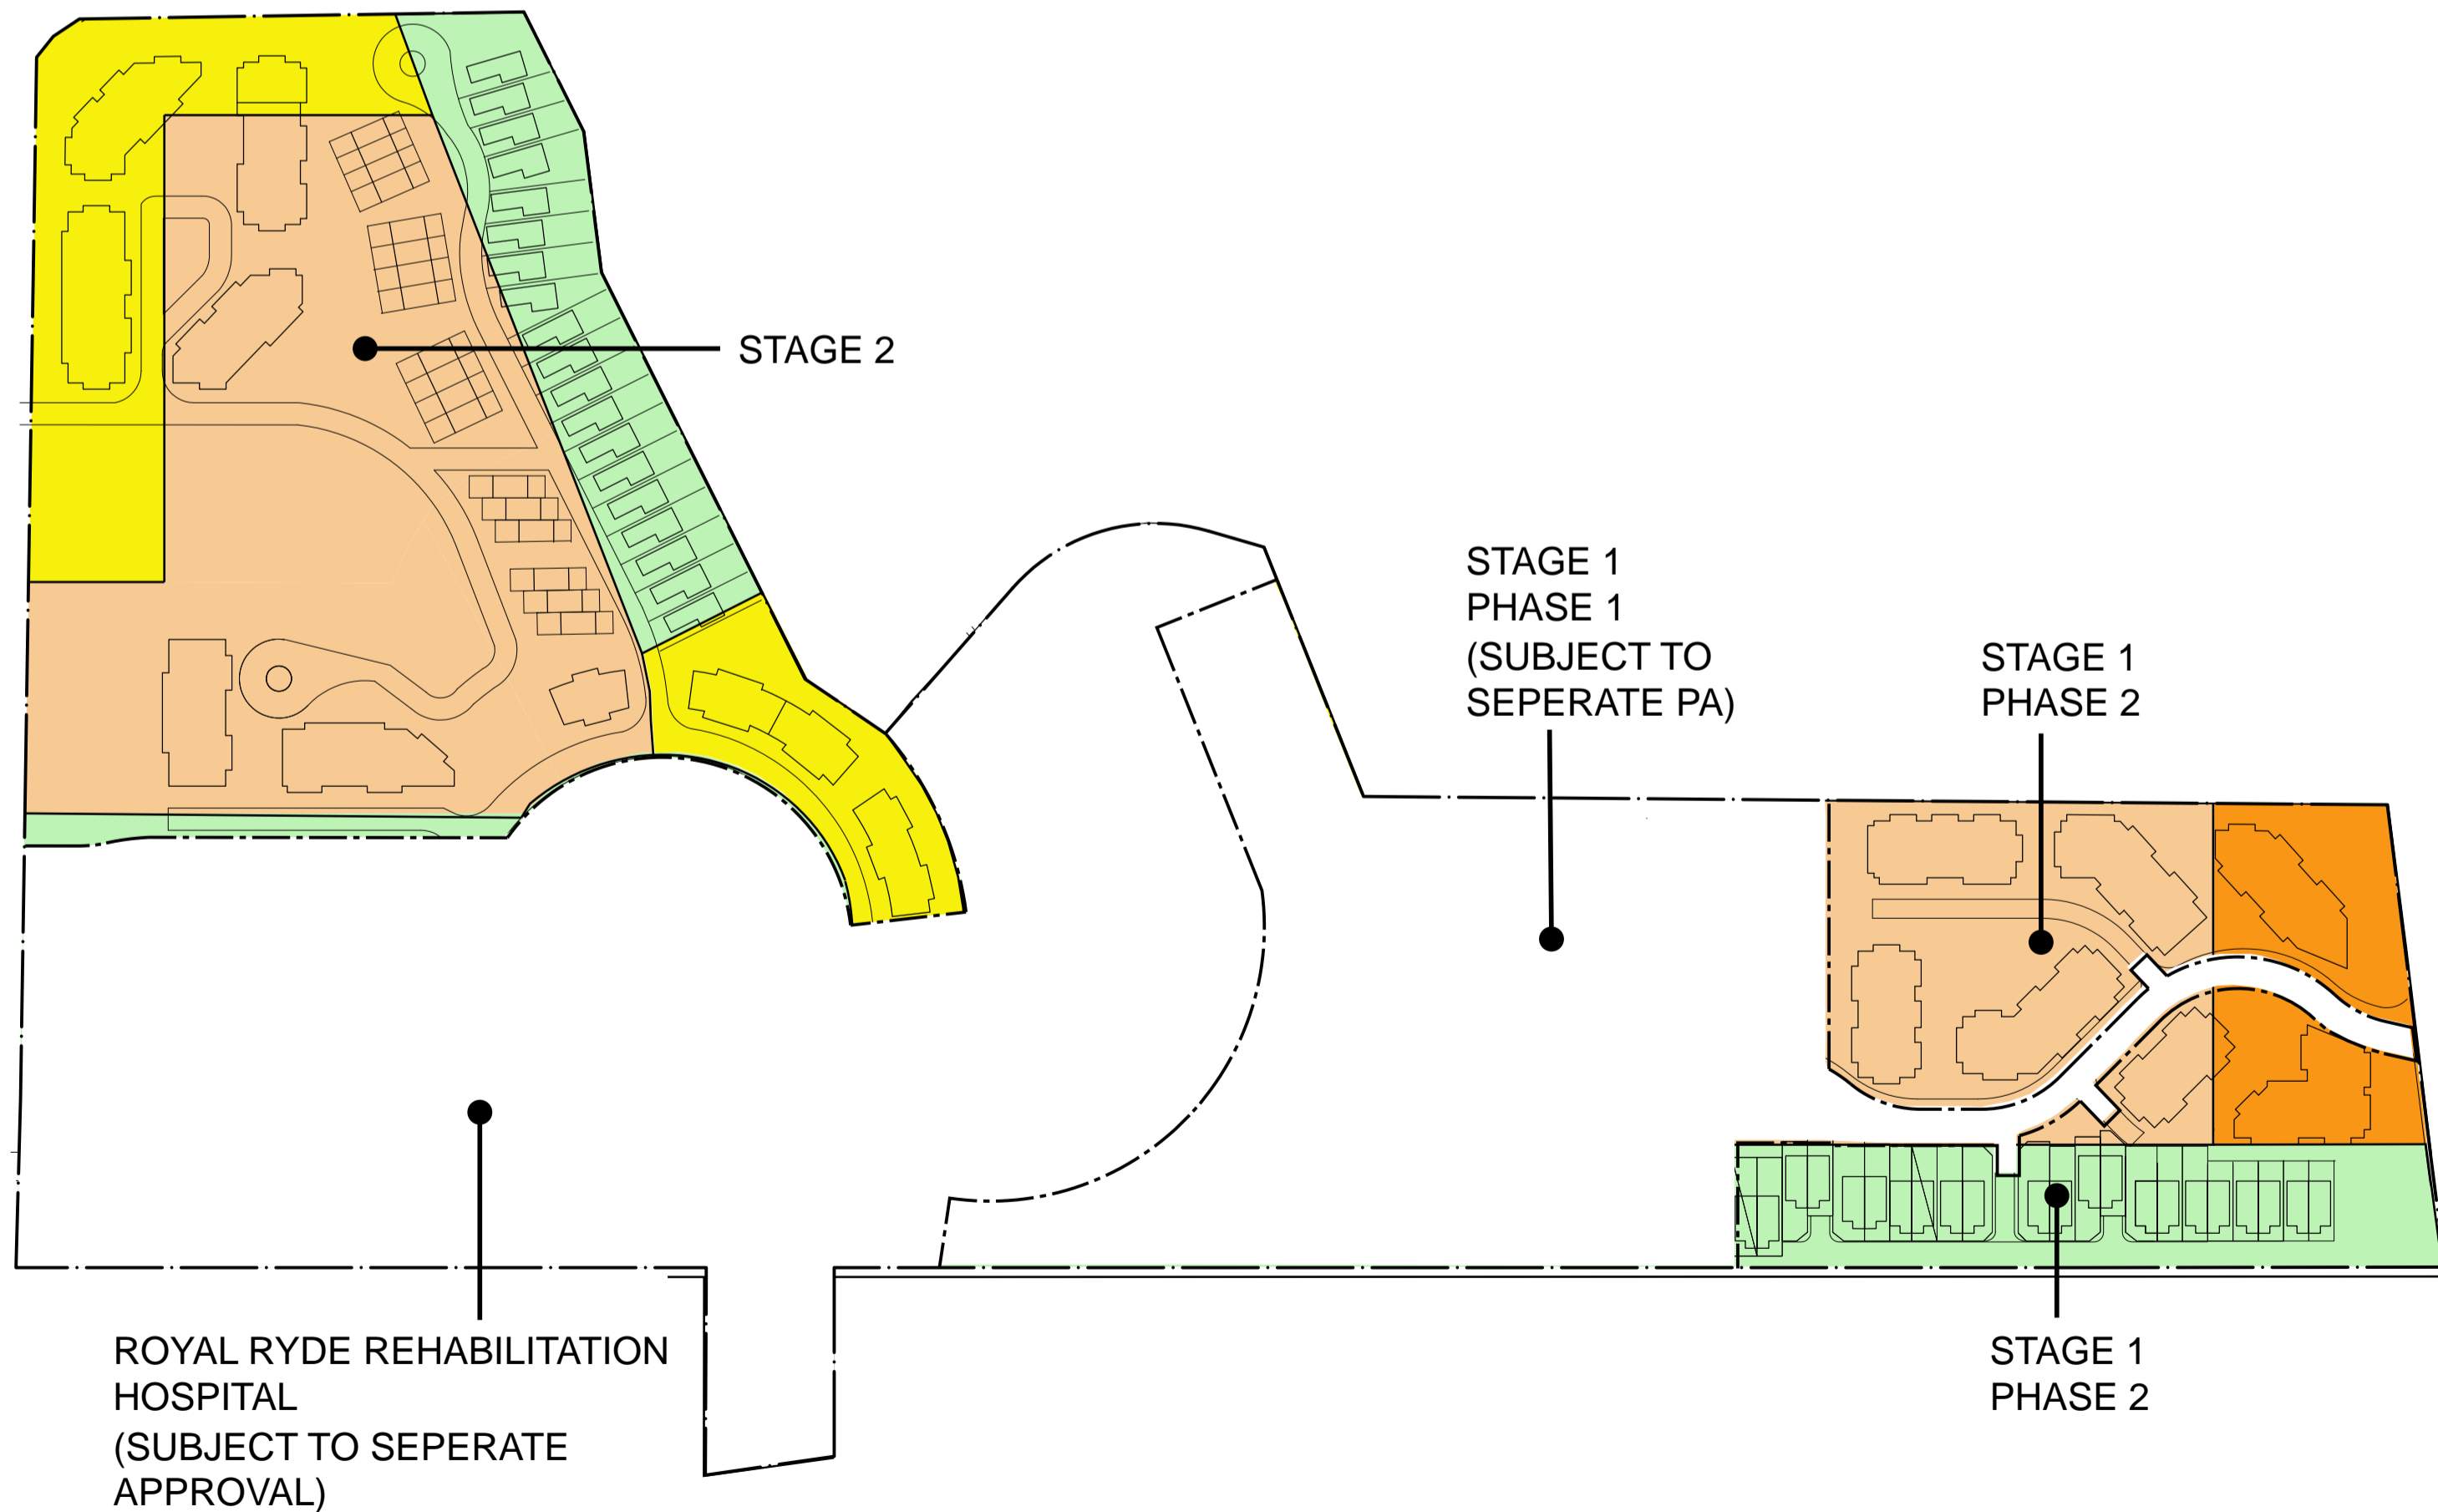 STAGE 2
STAGE 1
PHASE 1
(SUBJECT TO
SEPERATE PA)
STAGE 1
PHASE 2
ROYAL RYDE REHABILITATION
HOSPITAL
(SUBJECT TO SEPERATE
APPROVAL)
STAGE 1
PHASE 2